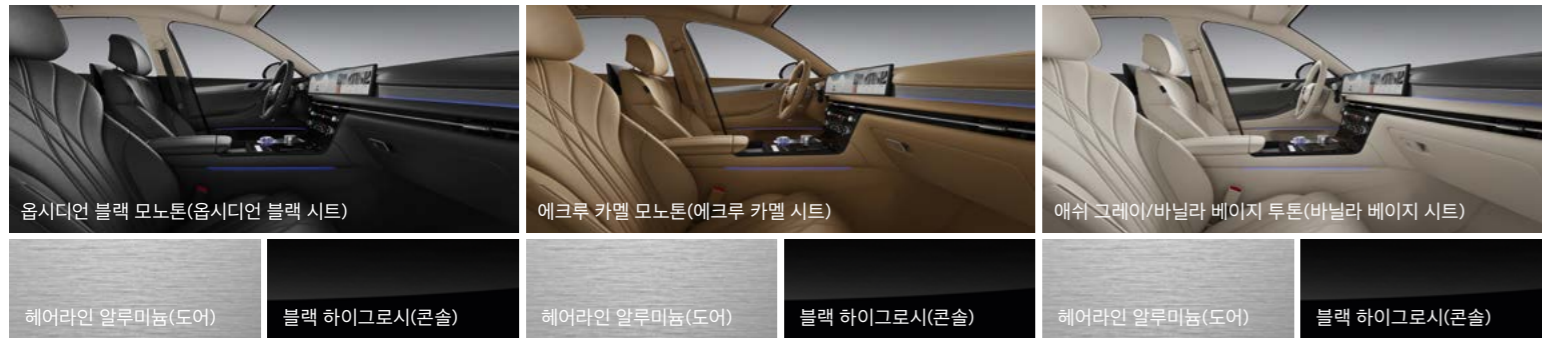 옵시디언 블랙 모노톤(옵시디언 블랙 시트)
에크루 카멜 모노톤(에크루 카멜 시트)
애쉬 그레이/바닐라 베이지 투톤(바닐라 베이지 시트)
헤어라인 알루미늄(도어)
블랙 하이그로시(콘솔)
헤어라인 알루미늄(도어)
블랙 하이그로시(콘솔)
헤어라인 알루미늄(도어)
블랙 하이그로시(콘솔)